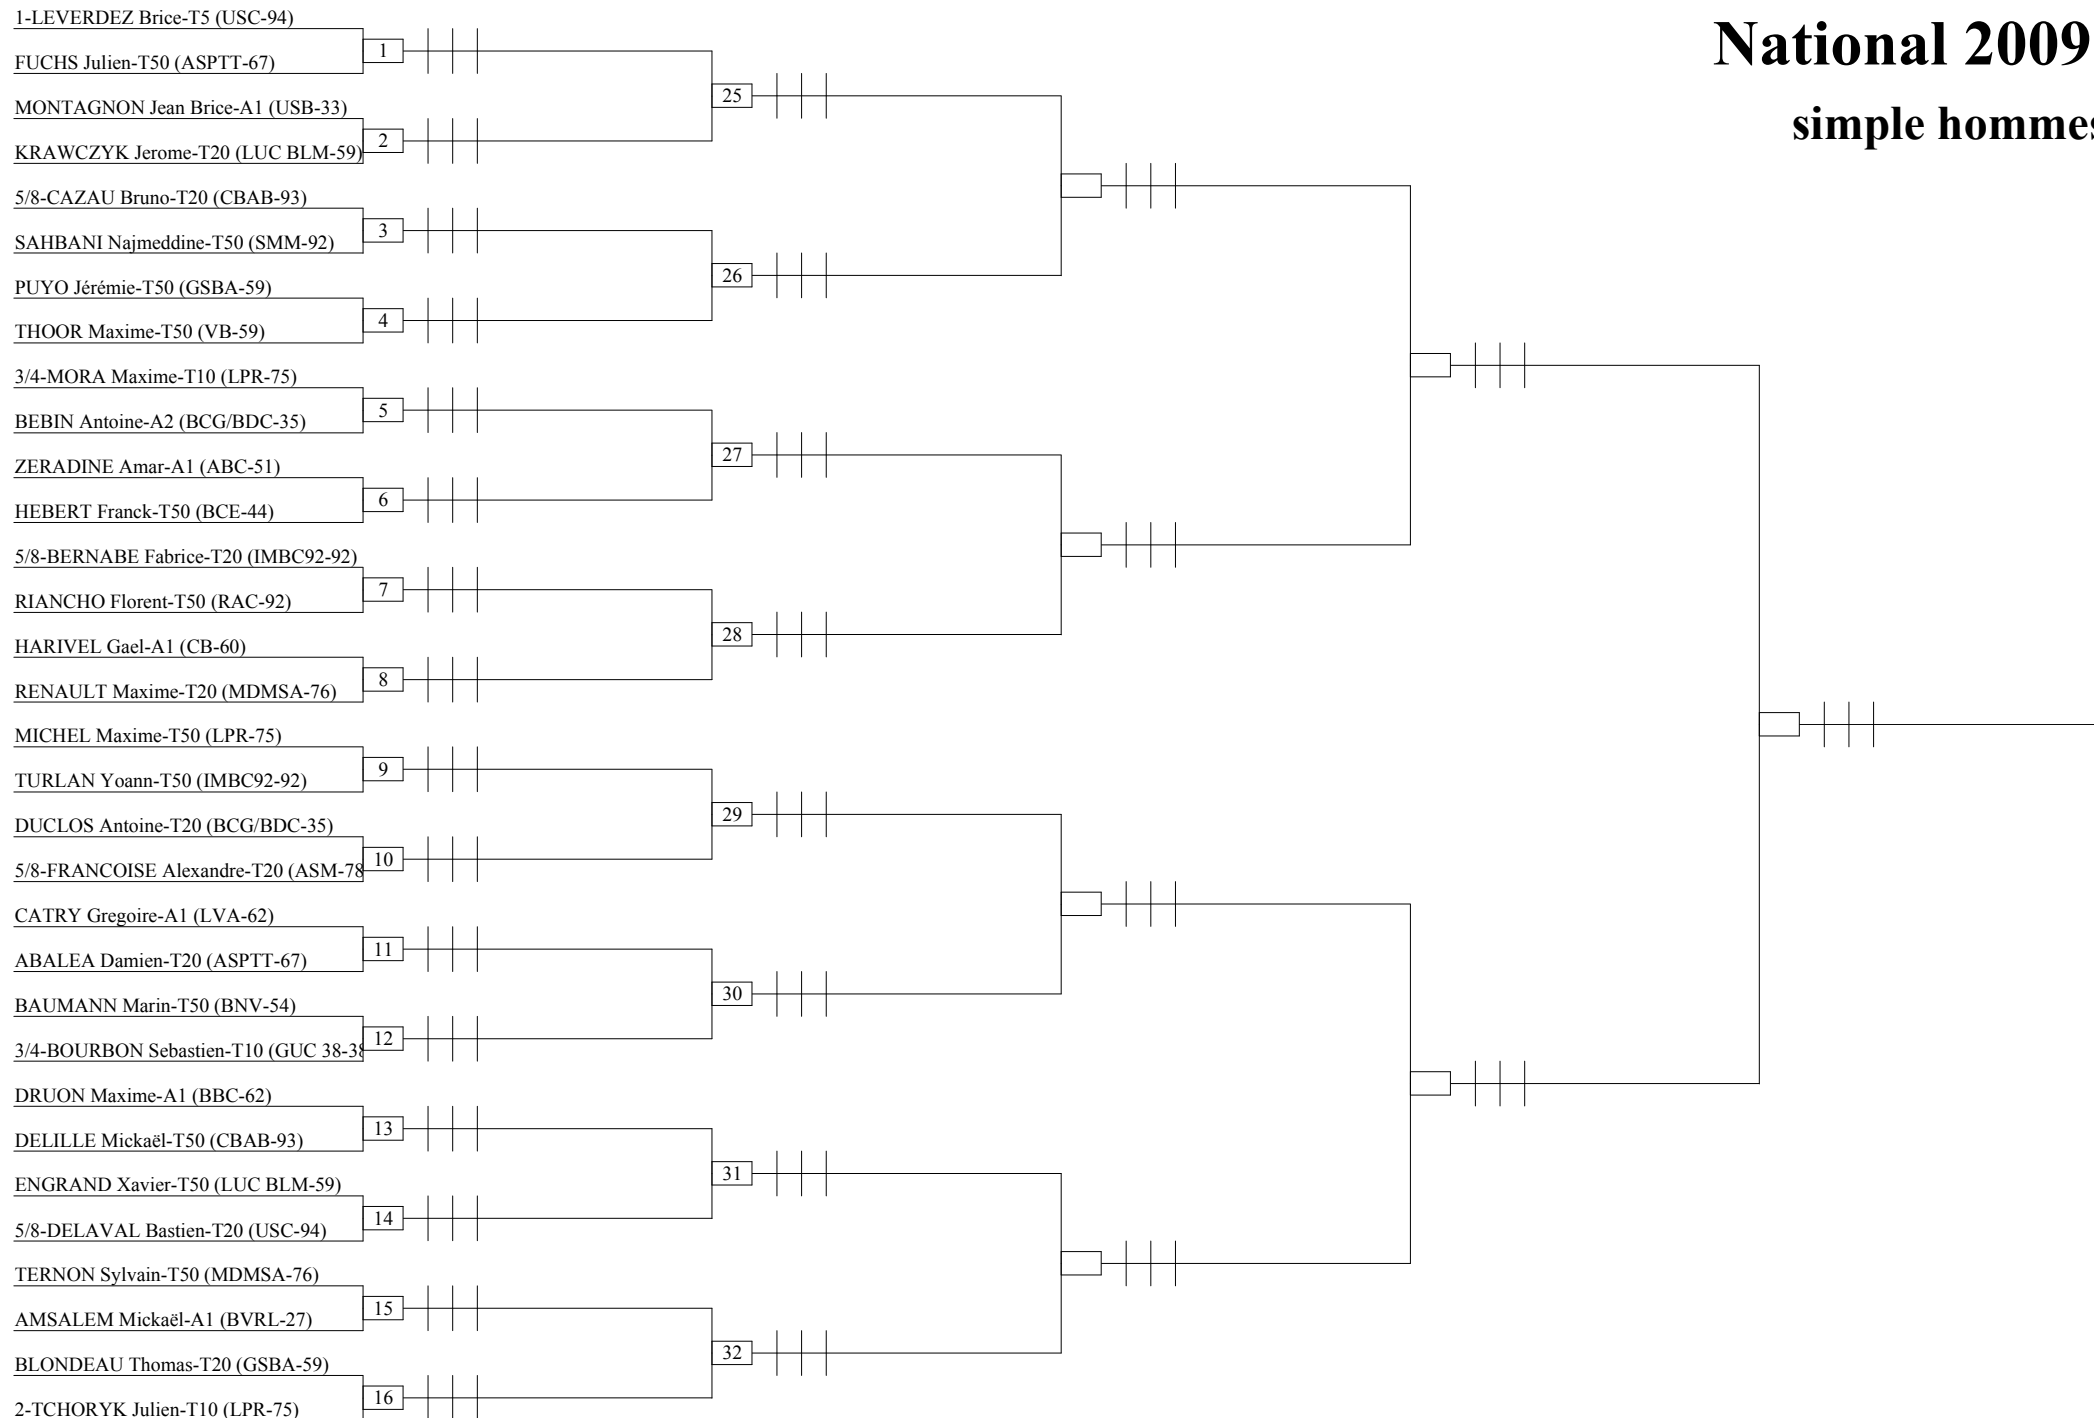 National 2009
simple hommes
1-LEVERDEZ Brice-T5 (USC-94)
1
FUCHS Julien-T50 (ASPTT-67)
25
MONTAGNON Jean Brice-A1 (USB-33)
2
KRAWCZYK Jerome-T20 (LUC BLM-59)
5/8-CAZAU Bruno-T20 (CBAB-93)
3
SAHBANI Najmeddine-T50 (SMM-92)
26
PUYO Jérémie-T50 (GSBA-59)
4
THOOR Maxime-T50 (VB-59)
3/4-MORA Maxime-T10 (LPR-75)
5
BEBIN Antoine-A2 (BCG/BDC-35)
27
ZERADINE Amar-A1 (ABC-51)
6
HEBERT Franck-T50 (BCE-44)
5/8-BERNABE Fabrice-T20 (IMBC92-92)
7
RIANCHO Florent-T50 (RAC-92)
28
HARIVEL Gael-A1 (CB-60)
8
RENAULT Maxime-T20 (MDMSA-76)
MICHEL Maxime-T50 (LPR-75)
9
TURLAN Yoann-T50 (IMBC92-92)
29
DUCLOS Antoine-T20 (BCG/BDC-35)
10
5/8-FRANCOISE Alexandre-T20 (ASM-78
CATRY Gregoire-A1 (LVA-62)
11
ABALEA Damien-T20 (ASPTT-67)
30
BAUMANN Marin-T50 (BNV-54)
12
3/4-BOURBON Sebastien-T10 (GUC 38-38
DRUON Maxime-A1 (BBC-62)
13
DELILLE Mickaël-T50 (CBAB-93)
31
ENGRAND Xavier-T50 (LUC BLM-59)
14
5/8-DELAVAL Bastien-T20 (USC-94)
TERNON Sylvain-T50 (MDMSA-76)
15
AMSALEM Mickaël-A1 (BVRL-27)
32
BLONDEAU Thomas-T20 (GSBA-59)
16
2-TCHORYK Julien-T10 (LPR-75)